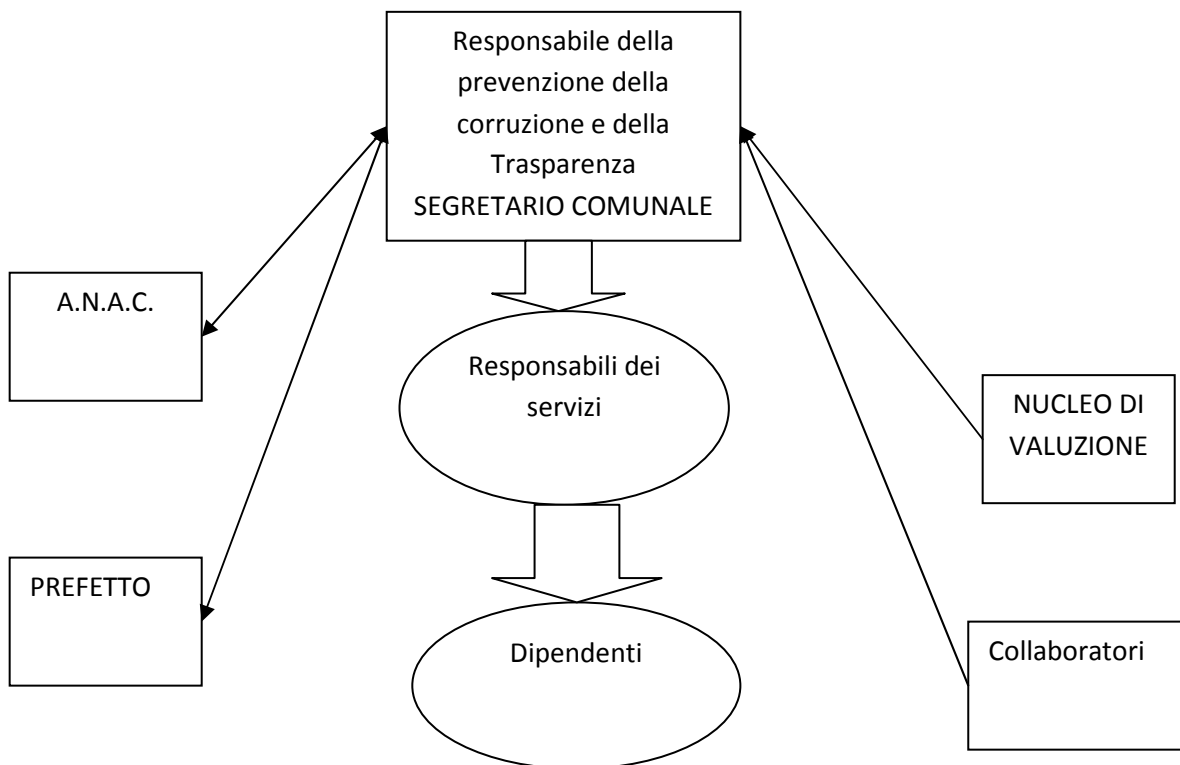 Responsabile della
prevenzione della
corruzione e della
Trasparenza
SEGRETARIO COMUNALE
A.N.A.C.
Responsabili dei
servizi
NUCLEO DI
VALUZIONE
PREFETTO
Dipendenti
Collaboratori